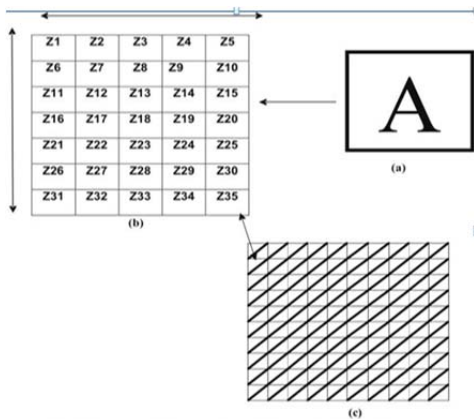 Z1 Z2 Z3 Z4 Z5
Z6 Z7 Z8 Z9 Z10
Z11 Z12 Z13 Z14 Z15
Z16 Z17 Z18 Z19 Z20
Z21 Z22 Z23 Z24 Z25
Z26 Z27 Z28 Z29 Z30
Z31 Z32 Z33 Z34 Z35
(b)
A
(a)
(c)